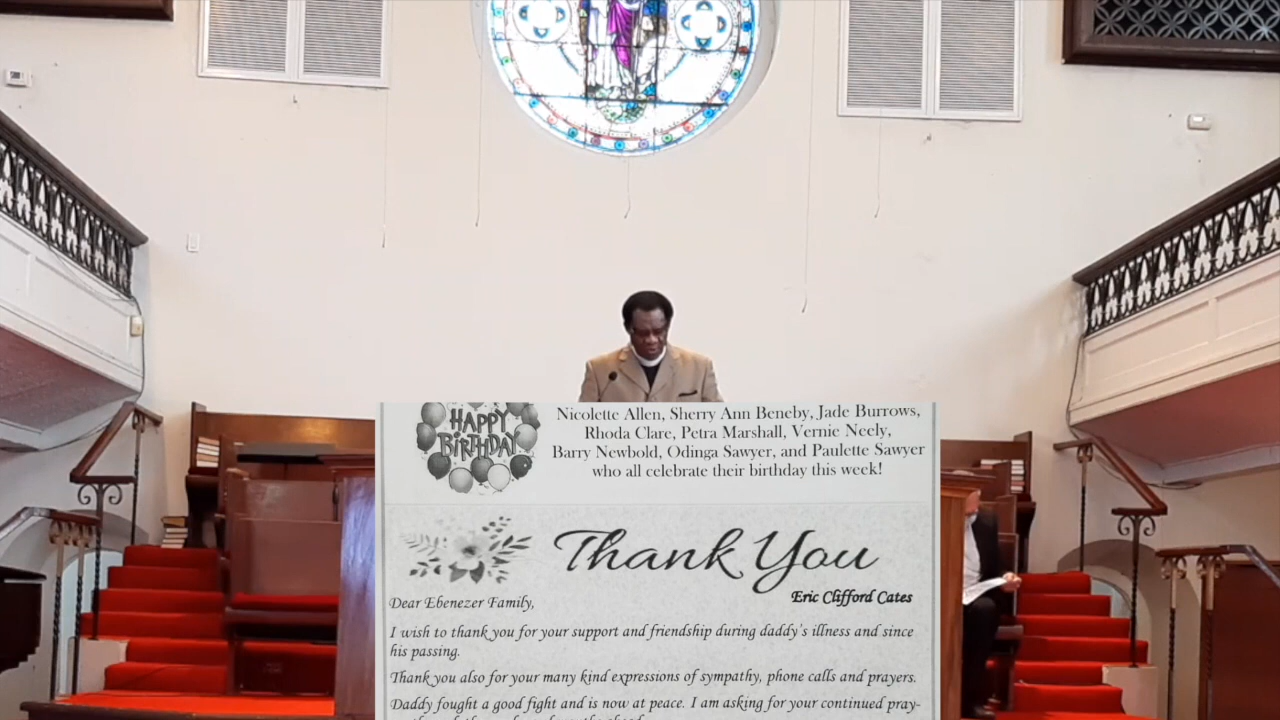 HAPPY
BIRTHDAY
Nicolette Allen, Sherry Ann Beneby, Jade Burrows,
Rhoda Clare, Petra Marshall, Vernie Neely,
Barry Newbold, Odinga Sawyer, and Paulette Sawyer
who all celebrate their birthday this week!
Thank You
Eric Clifford Cates
Dear Ebenezer Family,
I wish to thank you for your support and friendship during daddy's illness and since
his passing.
Thank you also for your many kind expressions of sympathy, phone calls and prayers.
Daddy fought a good fight and is now at peace. I am asking for your continued pray-